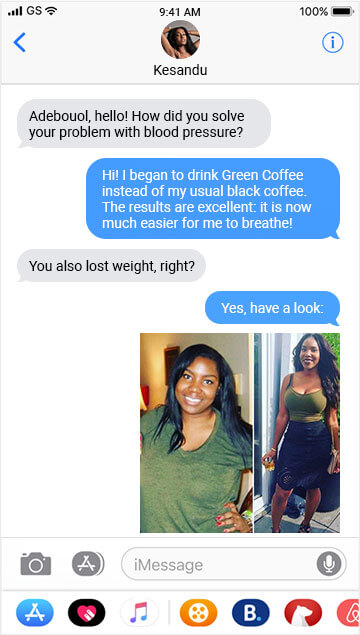 GS
9:41 AM
100%
Kesandu
Adebouol, hello! How did you solve
your problem with blood pressure?
Hi! I began to drink Green Coffee
instead of my usual black coffee.
The results are excellent: it is now
much easier for me to breathe!
You also lost weight, right?
Yes, have a look:
iMessage
B.